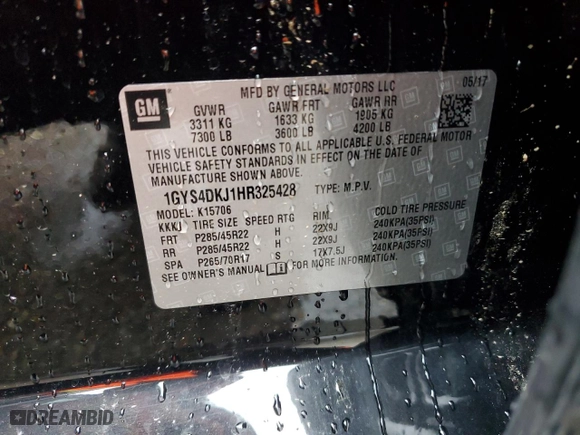 GM
MFD BY GENERAL MOTORS LLC 05/17
GVWR GAWR FRT GAWR RR
3311 KG 1633 KG 1905 KG
7300 LB 3600 LB 4200 LB
THIS VEHICLE CONFORMS TO ALL APPLICABLE U.S. FEDERAL MOTOR
VEHICLE SAFETY STANDARDS IN EFFECT ON THE DATE OF
MANUFACTURE SHOWN ABOVE.
1GYS4DKJ1HR325428 TYPE: M.P.V.
MODEL: K15706
KKKJ TIRE SIZE SPEED RTG RIM COLD TIRE PRESSURE
FRT P285/45R22 H 22X9J 240KPA(35PSI)
RR P285/45R22 H 22X9J 240KPA(35PSI)
SPA P265/70R17 S 17X7.5J 240KPA(35PSI)
SEE OWNER'S MANUAL FOR MORE INFORMATION.
DREAMBID